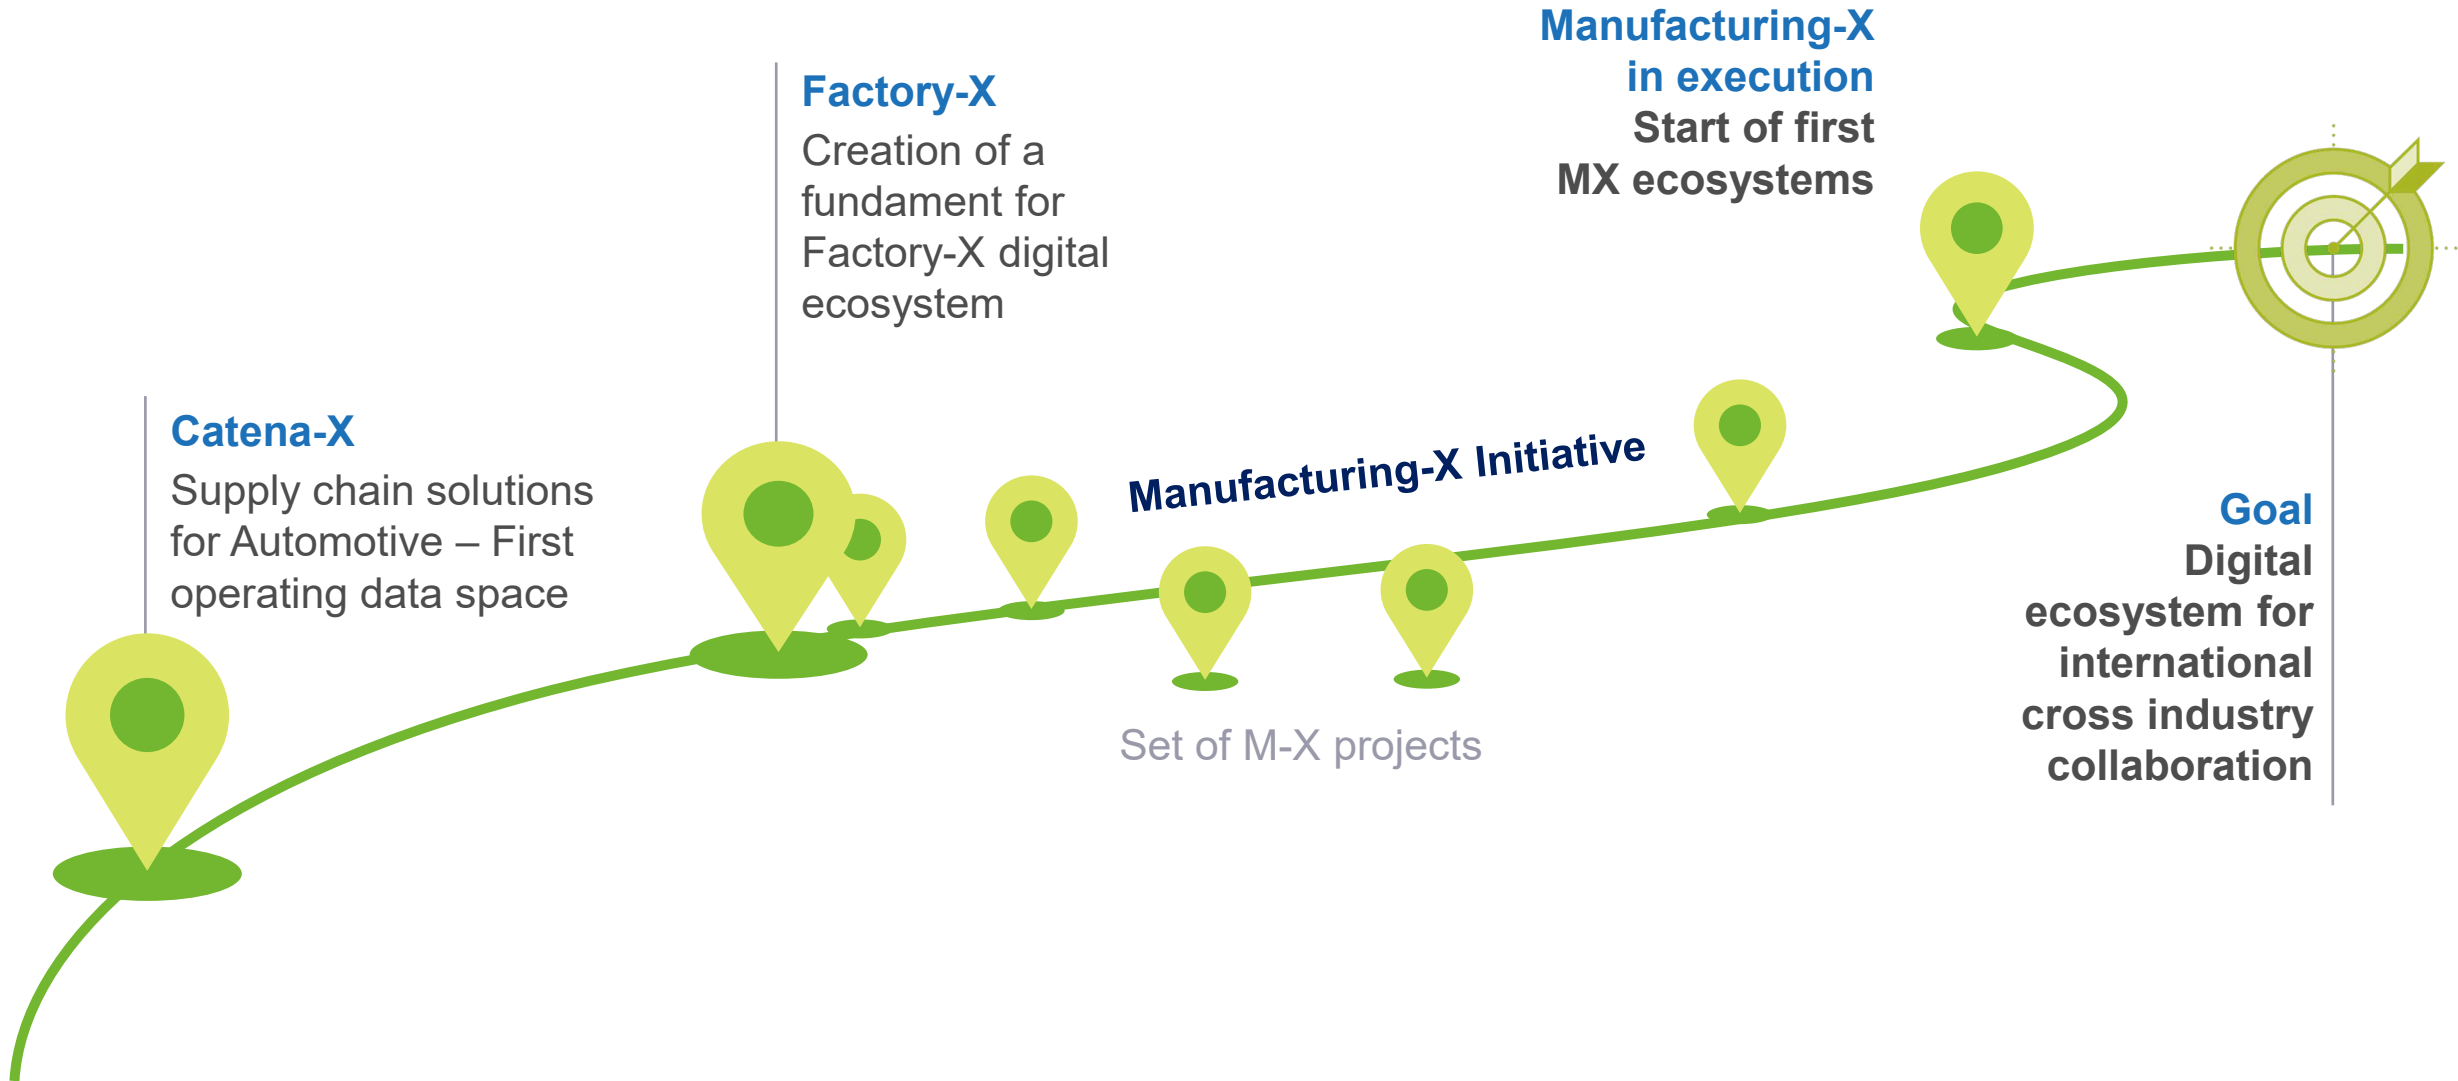 Catena-X
Supply chain solutions
for Automotive – First
operating data space
Factory-X
Creation of a
fundament for
Factory-X digital
ecosystem
Manufacturing-X Initiative
Set of M-X projects
Manufacturing-X
in execution
Start of first
MX ecosystems
Goal
Digital
ecosystem for
international
cross industry
collaboration